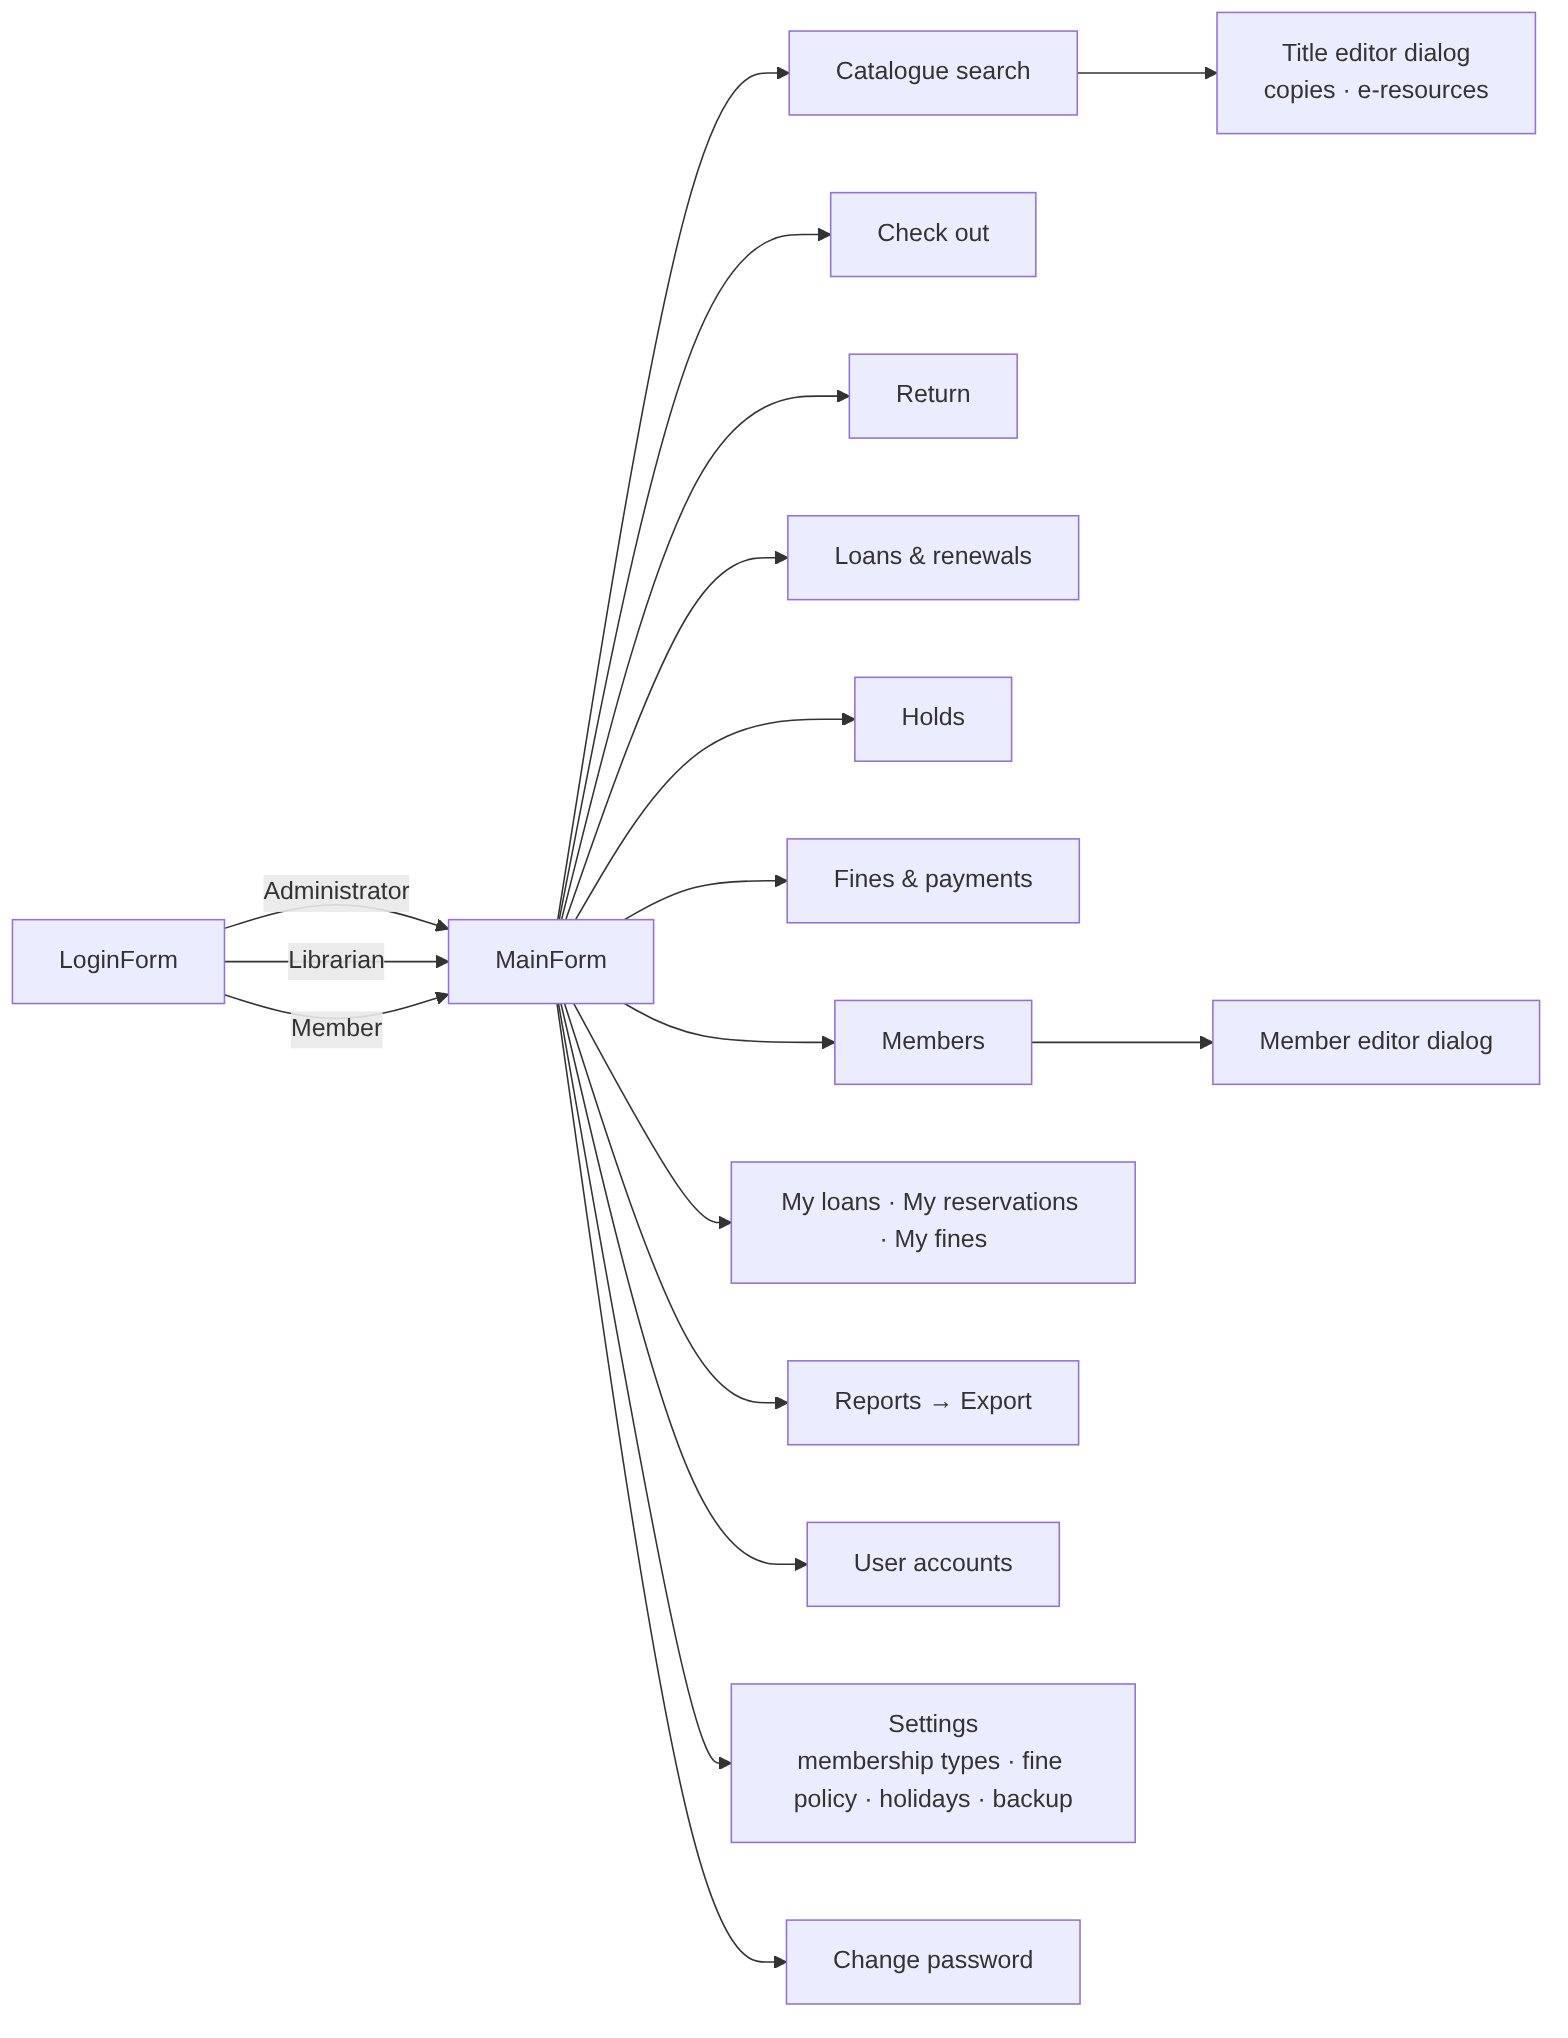 LoginForm
Administrator
Librarian
Member
MainForm
Catalogue search
Title editor dialog
copies · e-resources
Check out
Return
Loans & renewals
Holds
Fines & payments
Members
Member editor dialog
My loans · My reservations
· My fines
Reports → Export
User accounts
Settings
membership types · fine
policy · holidays · backup
Change password